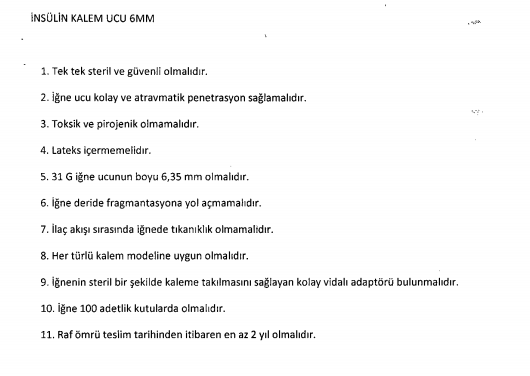 İNSÜLİN KALEM UCU 6MM
1. Tek tek steril ve güvenli olmalıdır.
2. İğne ucu kolay ve atravmatik penetrasyon sağlamalıdır.
3. Toksik ve pirojenik olmamalıdır.
4. Lateks içermemelidir.
5. 31 G iğne ucunun boyu 6,35 mm olmalıdır.
6. İğne deride fragmantasyona yol açmamalıdır.
7. İlaç akışı sırasında iğnede tıkanıklık olmamalıdır.
8. Her türlü kalem modeline uygun olmalıdır.
9. İğnenin steril bir şekilde kaleme takılmasını sağlayan kolay vidalı adaptörü bulunmalıdır.
10. İğne 100 adetlik kutularda olmalıdır.
11. Raf ömrü teslim tarihinden itibaren en az 2 yıl olmalıdır.